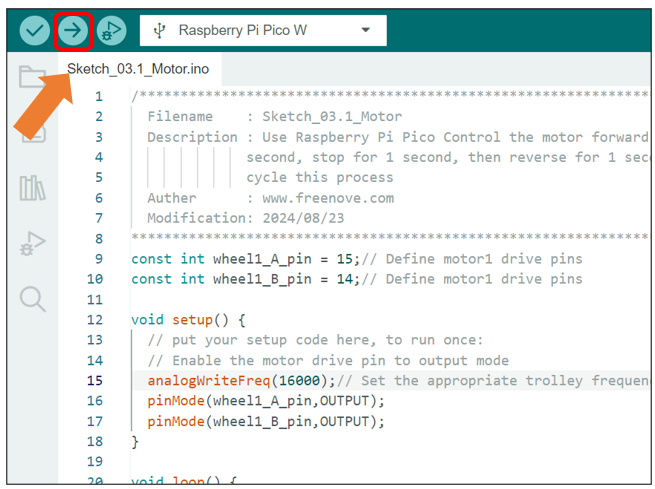 Raspberry Pi Pico W
Sketch_03.1_Motor.ino
1 /***************************************************************
2 Filename : Sketch_03.1_Motor
3 Description : Use Raspberry Pi Pico Control the motor forward
4 second, stop for 1 second, then reverse for 1 sec
5 cycle this process
6 Auther : www.freenove.com
7 Modification: 2024/08/23
8 ****************************************************************
9 const int wheel1_A_pin = 15;// Define motor1 drive pins
10 const int wheel1_B_pin = 14;// Define motor1 drive pins
11
12 void setup() {
13 // put your setup code here, to run once:
14 // Enable the motor drive pin to output mode
15 analogWriteFreq(16000);// Set the appropriate trolley frequen
16 pinMode(wheel1_A_pin,OUTPUT);
17 pinMode(wheel1_B_pin,OUTPUT);
18 }
19
20 void loop() {